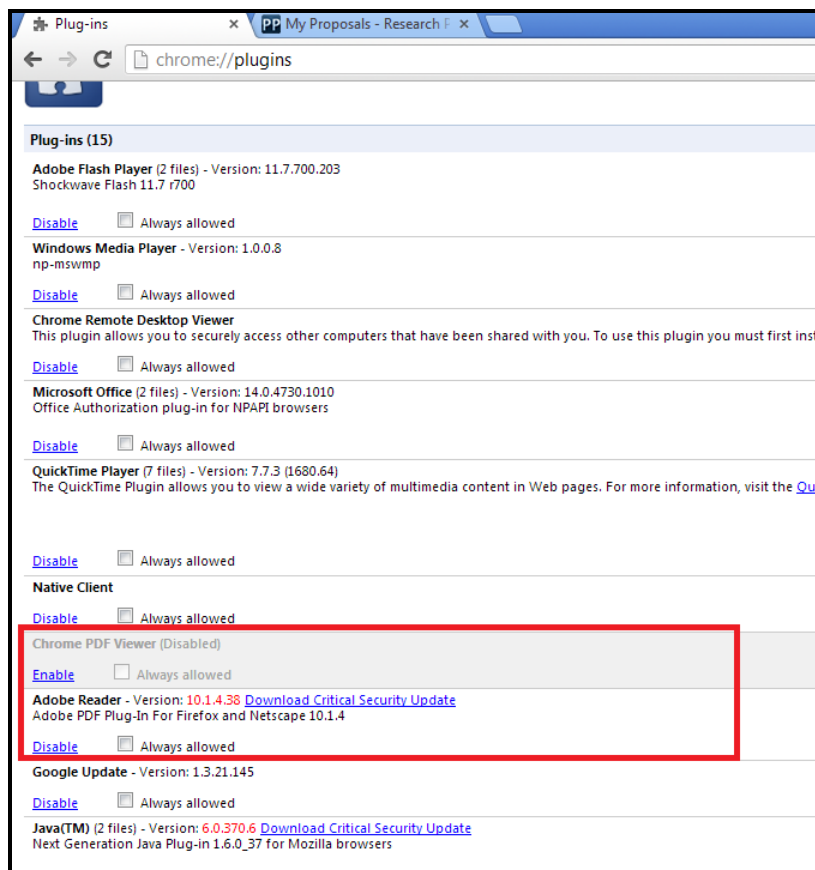 Plug-ins
My Proposals - Research
chrome://plugins
Plug-ins (15)
Adobe Flash Player (2 files) - Version: 11.7.700.203
Shockwave Flash 11.7 r700
Disable Always allowed
Windows Media Player - Version: 1.0.0.8
np-mswmp
Disable Always allowed
Chrome Remote Desktop Viewer
This plugin allows you to securely access other computers that have been shared with you. To use this plugin you must first inst
Disable Always allowed
Microsoft Office (2 files) - Version: 14.0.4730.1010
Office Authorization plug-in for NPAPI browsers
Disable Always allowed
QuickTime Player (7 files) - Version: 7.7.3 (1680.64)
The QuickTime Plugin allows you to view a wide variety of multimedia content in Web pages. For more information, visit the Qu
Disable Always allowed
Native Client
Disable Always allowed
Chrome PDF Viewer (Disabled)
Enable Always allowed
Adobe Reader - Version: 10.1.4.38 Download Critical Security Update
Adobe PDF Plug-In For Firefox and Netscape 10.1.4
Disable Always allowed
Google Update - Version: 1.3.21.145
Disable Always allowed
Java(TM) (2 files) - Version: 6.0.370.6 Download Critical Security Update
Next Generation Java Plug-in 1.6.0_37 for Mozilla browsers